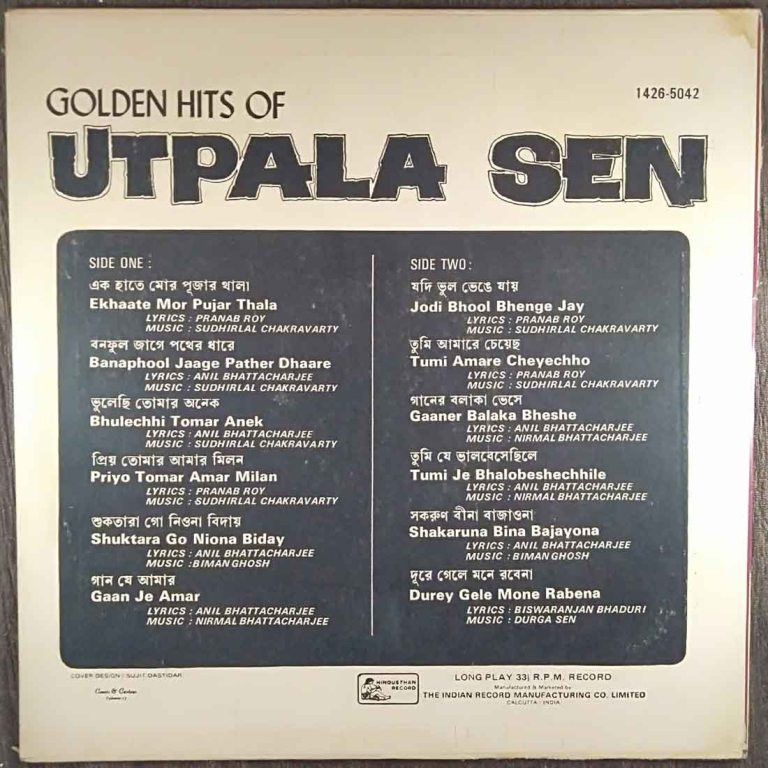 GOLDEN HITS OF
1426-5042
UTPALA SEN
SIDE ONE :
এক হাতে মোর পূজার থালা
Ekhaate Mor Pujar Thala
LYRICS : PRANAB ROY
MUSIC : SUDHIRLAL CHAKRAVARTY
বনফুল জাগে পথের ধারে
Banaphool Jaage Pather Dhaare
LYRICS : ANIL BHATTACHARJEE
MUSIC : SUDHIRLAL CHAKRAVARTY
ভুলেছি তোমার অনেক
Bhulechhi Tomar Anek
LYRICS : ANIL BHATTACHARJEE
MUSIC : SUDHIRLAL CHAKRAVARTY
প্রিয় তোমার আমার মিলন
Priyo Tomar Amar Milan
LYRICS : PRANAB ROY
MUSIC : SUDHIRLAL CHAKRAVARTY
শুকতারা গো নিওনা বিদায়
Shuktara Go Niona Biday
LYRICS : ANIL BHATTACHARJEE
MUSIC : BIMAN GHOSH
গান যে আমার
Gaan Je Amar
LYRICS : ANIL BHATTACHARJEE
MUSIC : NIRMAL BHATTACHARJEE
SIDE TWO :
যদি ভুল ভেঙে যায়
Jodi Bhool Bhenge Jay
LYRICS : PRANAB ROY
MUSIC : SUDHIRLAL CHAKRAVARTY
তুমি আমারে চেয়েছ
Tumi Amare Cheyechho
LYRICS : PRANAB ROY
MUSIC : SUDHIRLAL CHAKRAVARTY
গানের বলাকা ভেসে
Gaaner Balaka Bheshe
LYRICS : ANIL BHATTACHARJEE
MUSIC : NIRMAL BHATTACHARJEE
তুমি যে ভালবেসেছিলে
Tumi Je Bhalobeshechhile
LYRICS : ANIL BHATTACHARJEE
MUSIC : NIRMAL BHATTACHARJEE
সকরুণ বীনা বাজাওনা
Shakaruna Bina Bajayona
LYRICS : ANIL BHATTACHARJEE
MUSIC : BIMAN GHOSH
দূরে গেলে মনে রবেনা
Durey Gele Mone Rabena
LYRICS : BISWARANJAN BHADURI
MUSIC : DURGA SEN
COVER DESIGN : SUJIT DASTIDAR
HINDUSTHAN
RECORD
LONG PLAY 33⅓ R.P.M. RECORD
Manufactured & Marketed by
THE INDIAN RECORD MANUFACTURING CO. LIMITED
CALCUTTA : INDIA